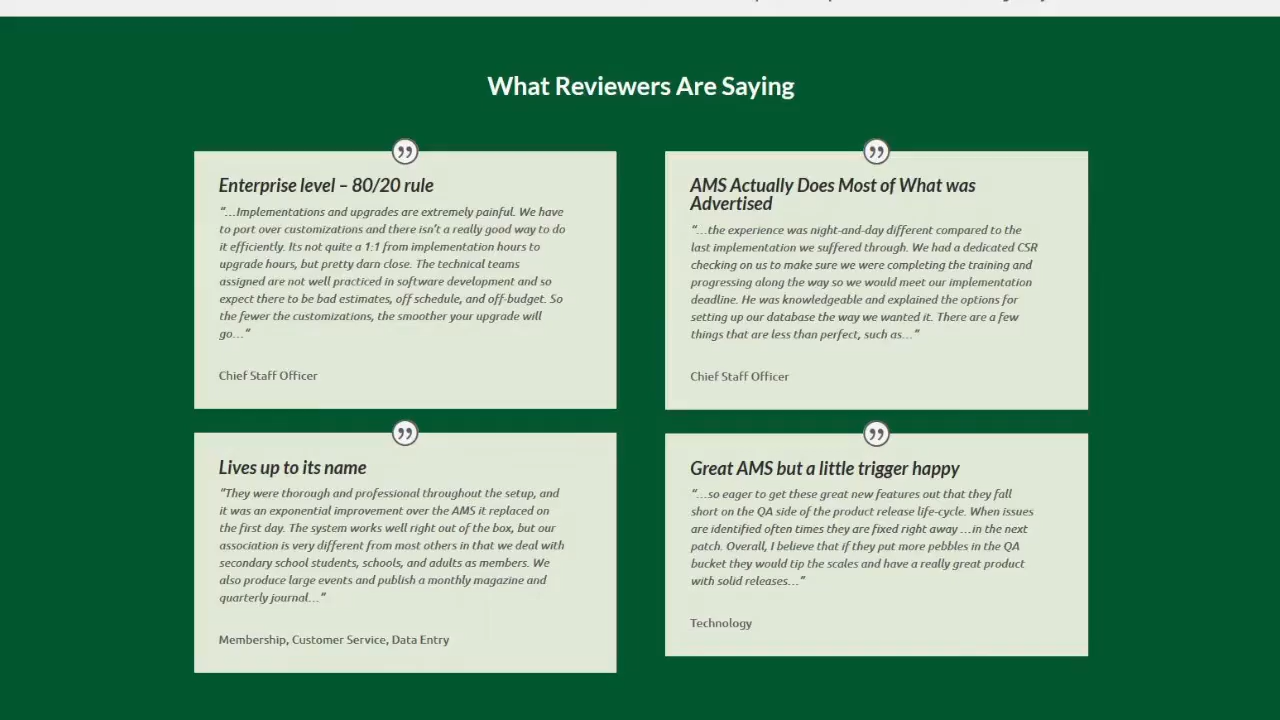 What Reviewers Are Saying
Enterprise level – 80/20 rule
“…Implementations and upgrades are extremely painful. We have
to port over customizations and there isn’t a really good way to do
it efficiently. Its not quite a 1:1 from implementation hours to
upgrade hours, but pretty darn close. The technical teams
assigned are not well practiced in software development and so
expect there to be bad estimates, off schedule, and off-budget. So
the fewer the customizations, the smoother your upgrade will
go…“
Chief Staff Officer
AMS Actually Does Most of What was
Advertised
“…the experience was night-and-day different compared to the
last implementation we suffered through. We had a dedicated CSR
checking on us to make sure we were completing the training and
progressing along the way so we would meet our implementation
deadline. He was knowledgeable and explained the options for
setting up our database the way we wanted it. There are a few
things that are less than perfect, such as…“
Chief Staff Officer
Lives up to its name
“They were thorough and professional throughout the setup, and
it was an exponential improvement over the AMS it replaced on
the first day. The system works well right out of the box, but our
association is very different from most others in that we deal with
secondary school students, schools, and adults as members. We
also produce large events and publish a monthly magazine and
quarterly journal…“
Membership, Customer Service, Data Entry
Great AMS but a little trigger happy
“…so eager to get these great new features out that they fall
short on the QA side of the product release life-cycle. When issues
are identified often times they are fixed right away …in the next
patch. Overall, I believe that if they put more pebbles in the QA
bucket they would tip the scales and have a really great product
with solid releases…“
Technology